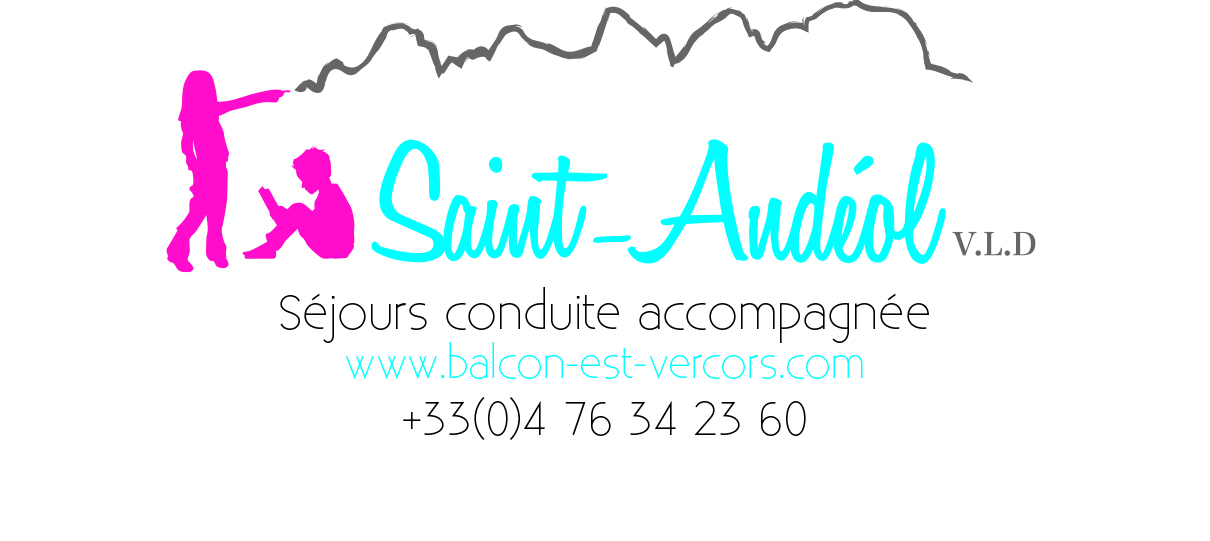 Saint-Andéol V.L.D
Séjours conduite accompagnée
www.balcon-est-vercors.com
+33(0)4 76 34 23 60